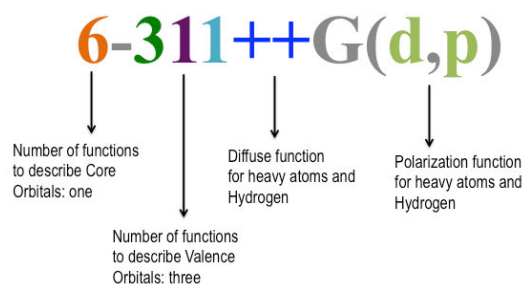 6-311++G(d,p)
Number of functions
to describe Core
Orbitals: one
Number of functions
to describe Valence
Orbitals: three
Diffuse function
for heavy atoms and
Hydrogen
Polarization function
for heavy atoms and
Hydrogen